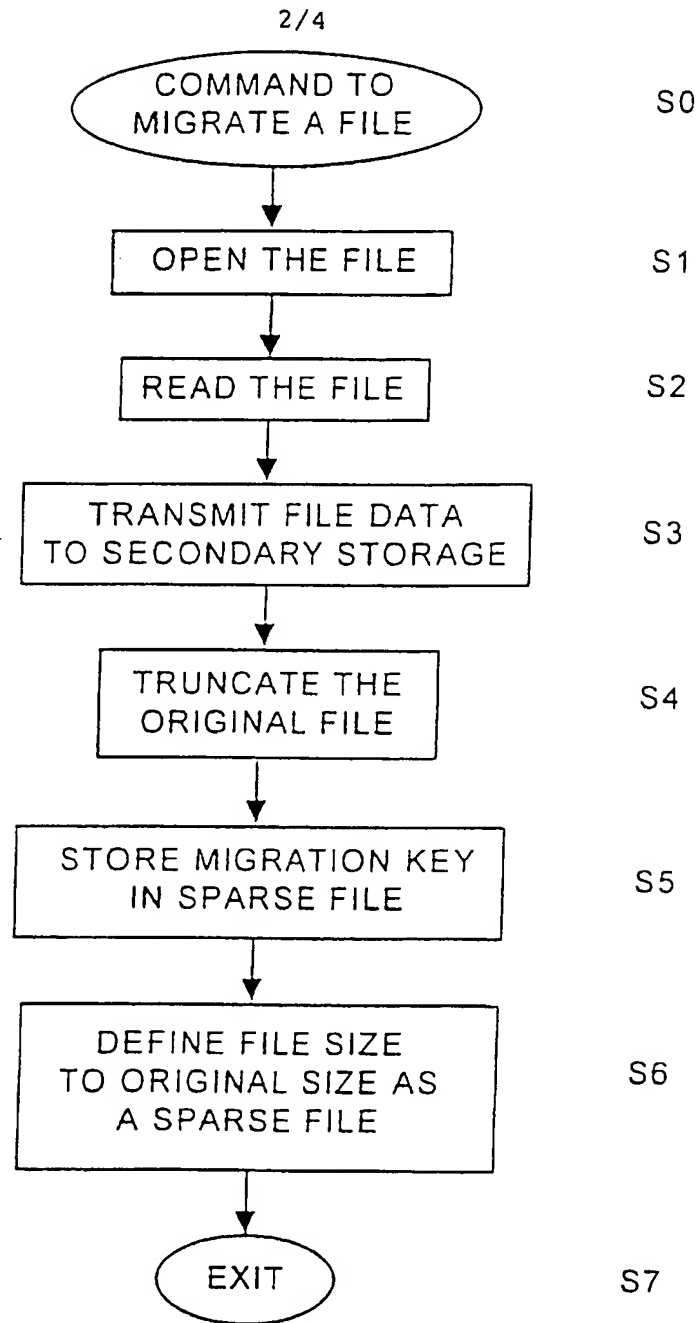 2/4
COMMAND TO
MIGRATE A FILE
S0
OPEN THE FILE
S1
READ THE FILE
S2
TRANSMIT FILE DATA
TO SECONDARY STORAGE
S3
TRUNCATE THE
ORIGINAL FILE
S4
STORE MIGRATION KEY
IN SPARSE FILE
S5
DEFINE FILE SIZE
TO ORIGINAL SIZE AS
A SPARSE FILE
S6
EXIT
S7